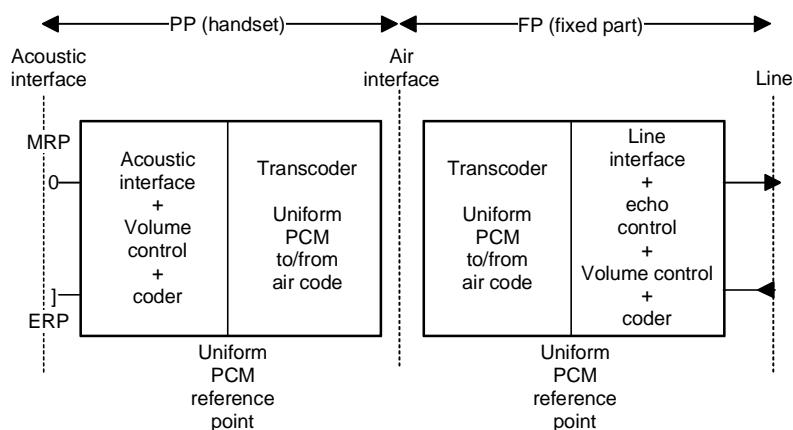 PP (handset)
FP (fixed part)
Acoustic
interface
Air
interface
Line
MRP
0
]
ERP
Acoustic
interface
+
Volume
control
+
coder
Transcoder
Uniform
PCM
to/from
air code
Transcoder
Uniform
PCM
to/from
air code
Line
interface
+
echo
control
+
Volume control
+
coder
Uniform
PCM
reference
point
Uniform
PCM
reference
point